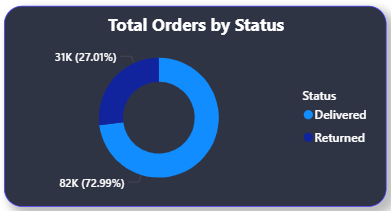 Total Orders by Status
31K (27.01%)
Status
Delivered
Returned
82K (72.99%)